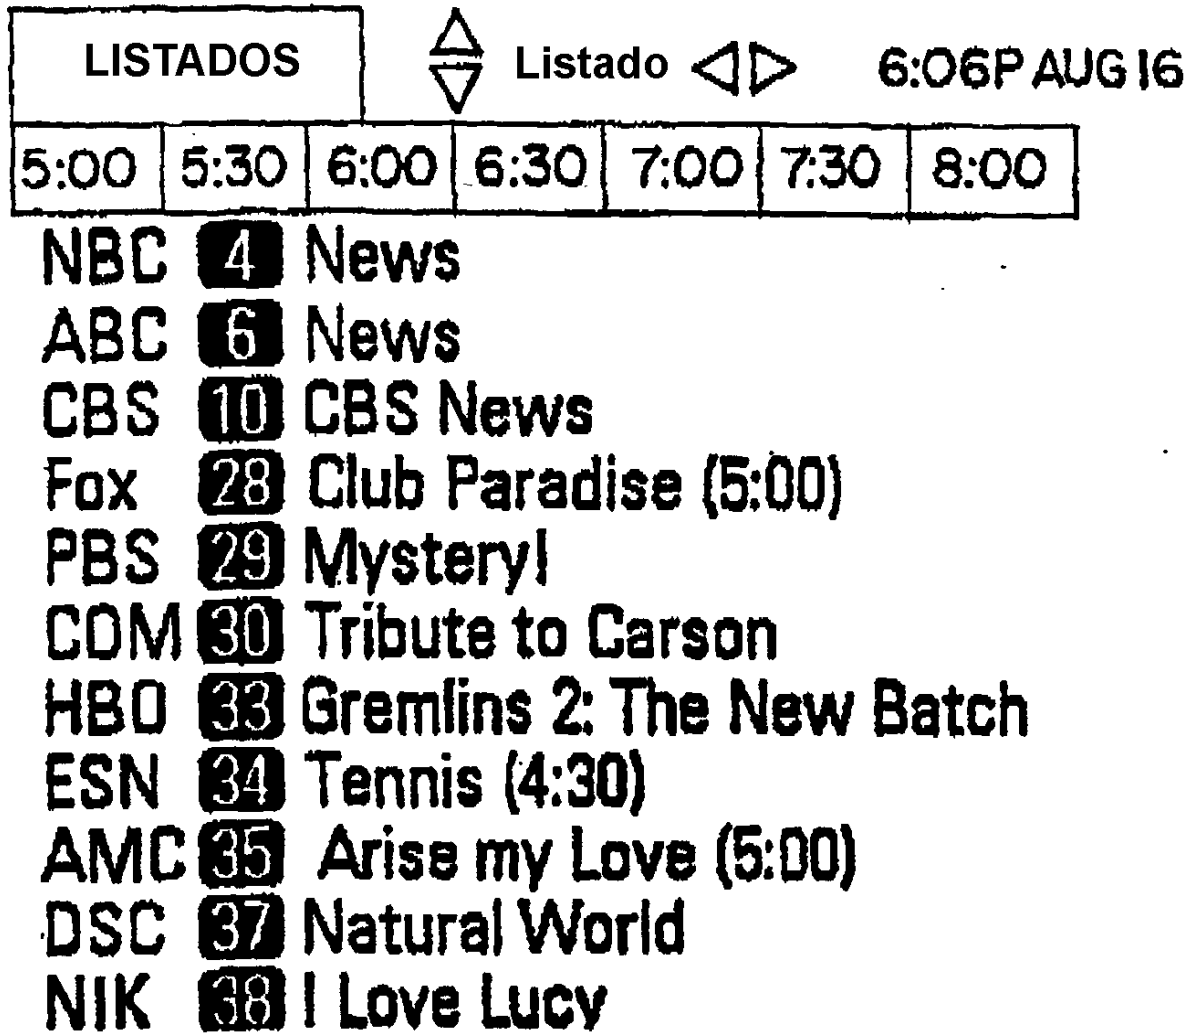 LISTADOS Listado 6:06P AUG 16
5:00 5:30 6:00 6:30 7:00 7:30 8:00
NBC 4 News
ABC 6 News
CBS 10 CBS News
Fox 28 Club Paradise (5:00)
PBS 29 Mystery!
COM 30 Tribute to Carson
HBO 33 Gremlins 2: The New Batch
ESN 34 Tennis (4:30)
AMC 35 Arise my Love (5:00)
DSC 37 Natural World
NIK 38 I Love Lucy